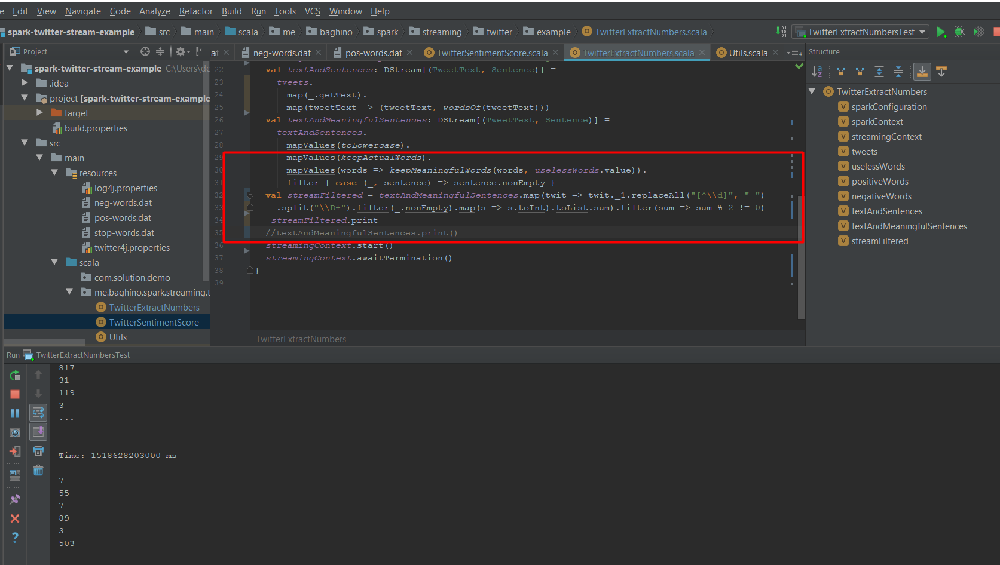 e Edit View Navigate Code Analyze Refactor Build Run Tools VCS Window Help
spark-twitter-stream-example src main scala me baghino spark streaming twitter example TwitterExtractNumbers.scala TwitterExtractNumbersTest
Project
at neg-words.dat pos-words.dat TwitterSentimentScore.scala TwitterExtractNumbers.scala Utils.scala
Structure
spark-twitter-stream-example C:\Users\de
.idea
project [spark-twitter-stream-example
target
build.properties
src
main
resources
log4j.properties
neg-words.dat
pos-words.dat
stop-words.dat
twitter4j.properties
scala
com.solution.demo
me.baghino.spark.streaming.t
TwitterExtractNumbers
TwitterSentimentScore
Utils
22 val textAndSentences: DStream[(TweetText, Sentence)] =
23 tweets.
24 map(_.getText).
25 map(tweetText => (tweetText, wordsOf(tweetText)))
26 val textAndMeaningfulSentences: DStream[(TweetText, Sentence)] =
27 textAndSentences.
28 mapValues(toLowercase).
29 mapValues(keepActualWords).
30 mapValues(words => keepMeaningfulWords(words, uselessWords.value)).
31 filter { case (_, sentence) => sentence.nonEmpty }
32 val streamFiltered = textAndMeaningfulSentences.map(twit => twit._1.replaceAll("[^\\d]", " ")
33 .split("\\D+").filter(_.nonEmpty).map(s => s.toInt).toList.sum).filter(sum => sum % 2 != 0)
34 streamFiltered.print
35 //textAndMeaningfulSentences.print()
36 streamingContext.start()
37 streamingContext.awaitTermination()
38 }
39
TwitterExtractNumbers
TwitterExtractNumbers
sparkConfiguration
sparkContext
streamingContext
tweets
uselessWords
positiveWords
negativeWords
textAndSentences
textAndMeaningfulSentences
streamFiltered
Run TwitterExtractNumbersTest
817
31
119
3
...
-------------------------------------------
Time: 1518628203000 ms
-------------------------------------------
7
55
7
89
3
503